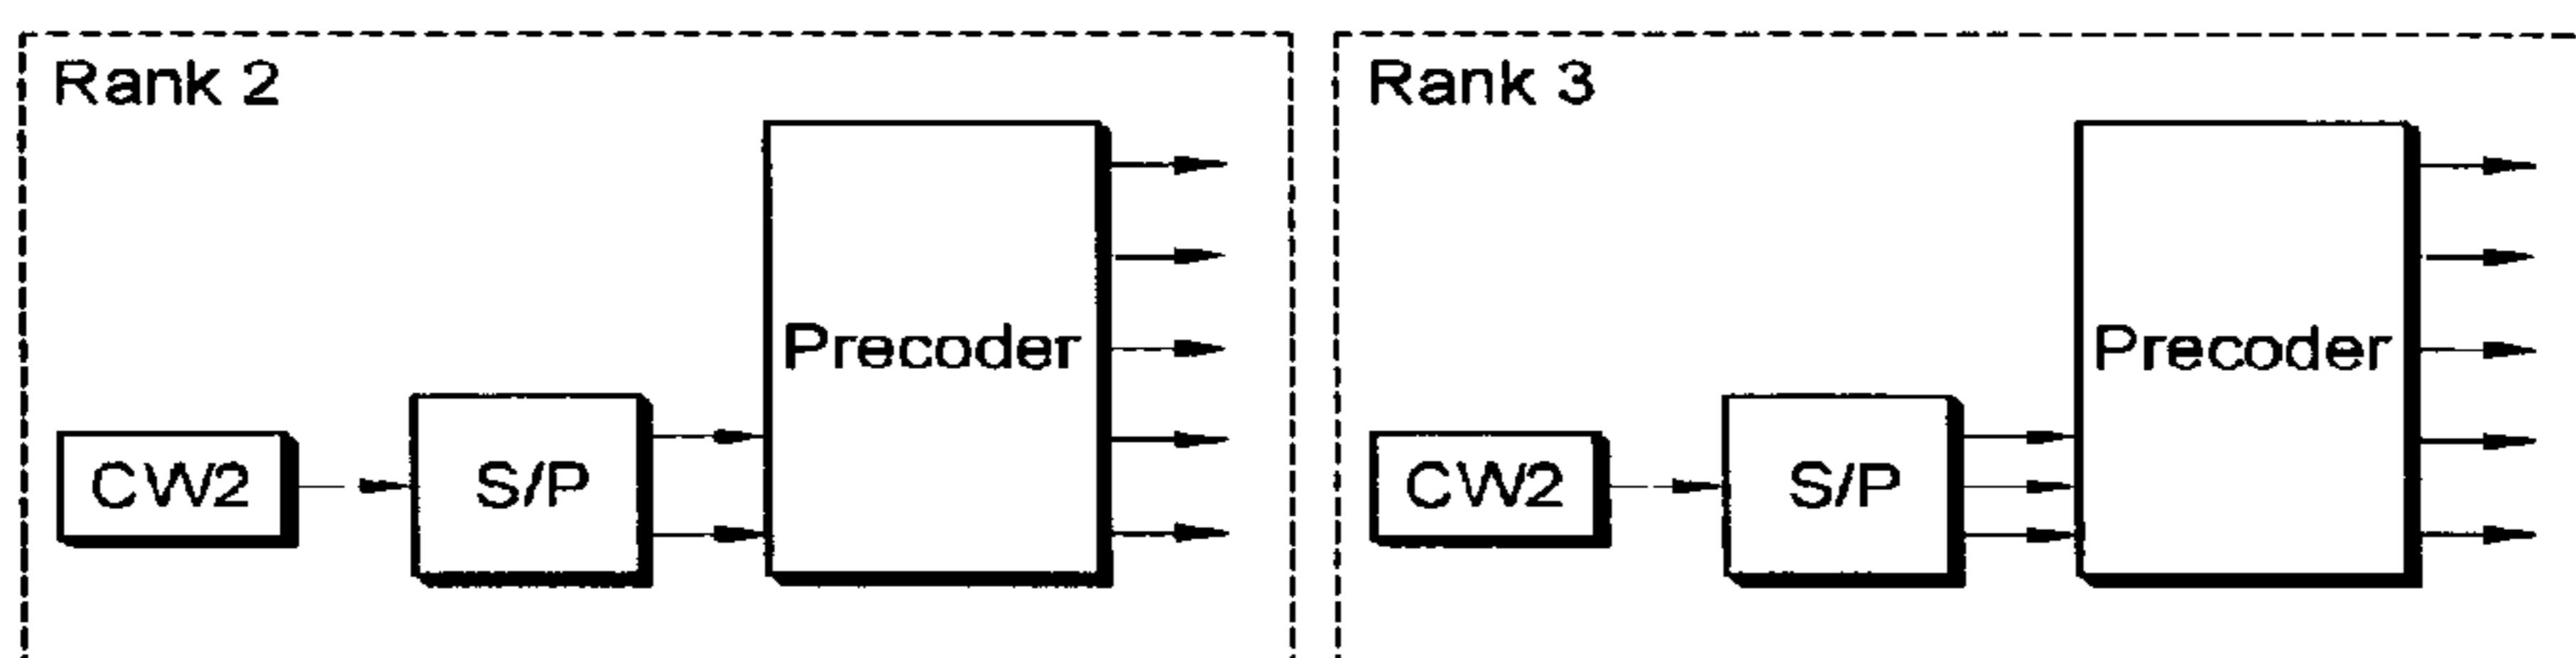 Rank 2
Precoder
CW2
S/P
Rank 3
Precoder
CW2
S/P